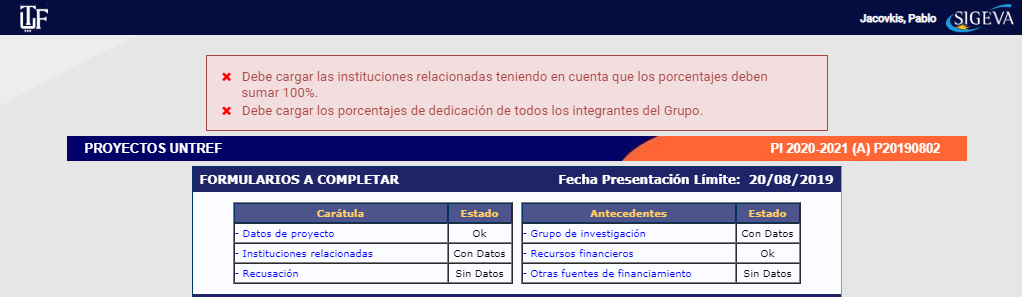 Jacovkis, Pablo
SIGEVA
Debe cargar las instituciones relacionadas teniendo en cuenta que los porcentajes deben
sumar 100%.
Debe cargar los porcentajes de dedicación de todos los integrantes del Grupo.
PROYECTOS UNTREF
PI 2020-2021 (A) P20190802
FORMULARIOS A COMPLETAR
Fecha Presentación Límite: 20/08/2019
Carátula Estado
- Datos de proyecto Ok
- Instituciones relacionadas Con Datos
- Recusación Sin Datos
Antecedentes Estado
- Grupo de investigación Con Datos
- Recursos financieros Ok
- Otras fuentes de financiamiento Sin Datos